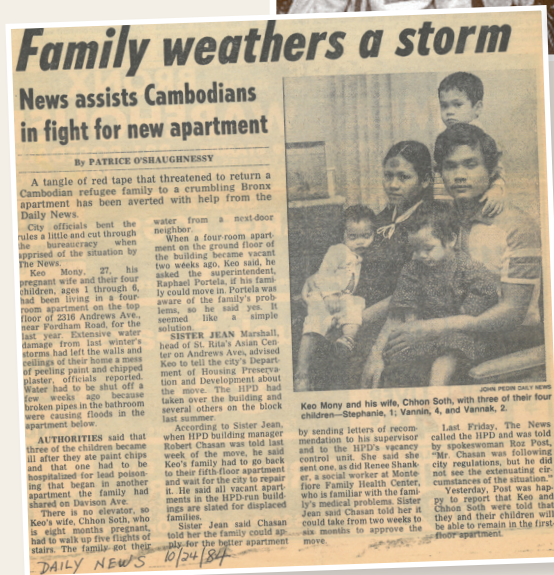 Family weathers a storm
News assists Cambodians
in fight for new apartment
By PATRICE O'SHAUGHNESSY
A tangle of red tape that threatened to return a
Cambodian refugee family to a crumbling Bronx
apartment has been averted with help from the
Daily News.
City officials bent the
rules a little and cut through
the bureaucracy when
apprised of the situation by
The News.
Keo Mony, 27, his
pregnant wife and their four
children, ages 1 through 6,
had been living in a four-
room apartment on the top
floor of 2316 Andrews Ave.,
near Fordham Road, for the
last year. Extensive water
damage from last winter's
storms had left the walls and
ceilings of their home a mess
of peeling paint and chipped
plaster, officials reported.
Water had to be shut off a
few weeks ago because
broken pipes in the bathroom
were causing floods in the
apartment below.
AUTHORITIES said that
three of the children became
ill after they ate paint chips
and that one had to be
hospitalized for lead poison-
ing that began in another
apartment the family had
shared on Davison Ave.
There is no elevator, so
Keo's wife, Chhon Soth, who
is eight months pregnant,
had to walk up five flights of
stairs. The family got their
water from a next-door
neighbor.
When a four-room apart-
ment on the ground floor of
the building became vacant
two weeks ago, Keo said, he
asked the superintendent,
Raphael Portela, if his fami-
ly could move in. Portela was
aware of the family's prob-
lems, so he said yes. It
seemed like a simple
solution.
SISTER JEAN Marshall,
head of St. Rita's Asian Cen-
ter on Andrews Ave, advised
Keo to tell the city's Depart-
ment of Housing Preserva-
tion and Development about
the move. The HPD had
taken over the building and
several others on the block
last summer.
According to Sister Jean,
when HPD building manager
Robert Chasan was told last
week of the move, he said
Keo's family had to go back
to their fifth-floor apartment
and wait for the city to repair
it. He said all vacant apart-
ments in the HPD-run build-
ings are slated for displaced
families.
Sister Jean said Chasan
told her the family could ap-
ply for the better apartment
JOHN PEDIN DAILY NEWS
Keo Mony and his wife, Chhon Soth, with three of their four
children—Stephanie, 1; Vannin, 4, and Vannak, 2.
by sending letters of recom-
mendation to his supervisor
and to the HPD's vacancy
control unit. She said she
sent one, as did Renee Shank-
er, a social worker at Monte
fiore Family Health Center,
who is familiar with the fami-
ly's medical problems. Sister
Jean said Chasan told her it
could take from two weeks to
six months to approve the
move.
Last Friday, The News
called the HPD and was told
by spokeswoman Roz Post,
"Mr. Chasan was following
city regulations, but he did
not see the extenuating cir-
cumstances of the situation."
Yesterday, Post was hap-
py to report that Keo and
Chhon Soth were told that
they and their children will
be able to remain in the first-
floor apartment.
DAILY NEWS 10/24/84